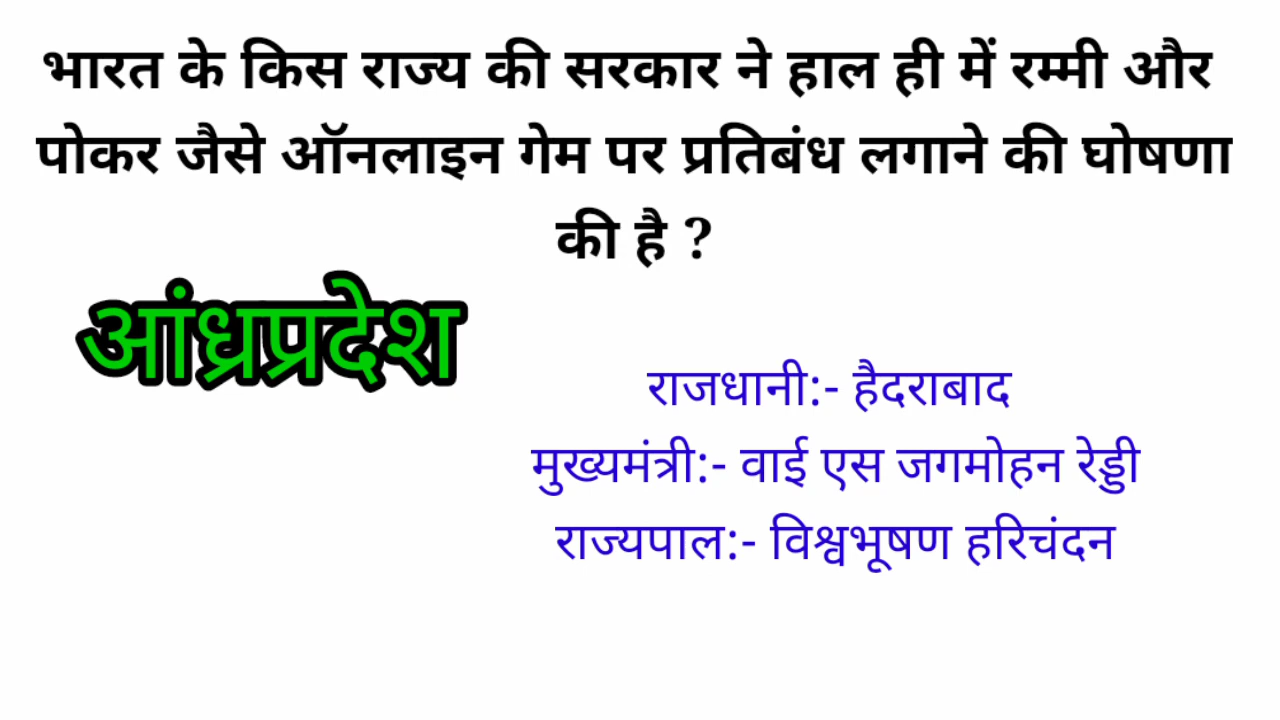 भारत के किस राज्य की सरकार ने हाल ही में रम्मी और
पोकर जैसे ऑनलाइन गेम पर प्रतिबंध लगाने की घोषणा
की है ?
आंध्रप्रदेश
राजधानी:- हैदराबाद
मुख्यमंत्री:- वाई एस जगमोहन रेड्डी
राज्यपाल:- विश्वभूषण हरिचंदन